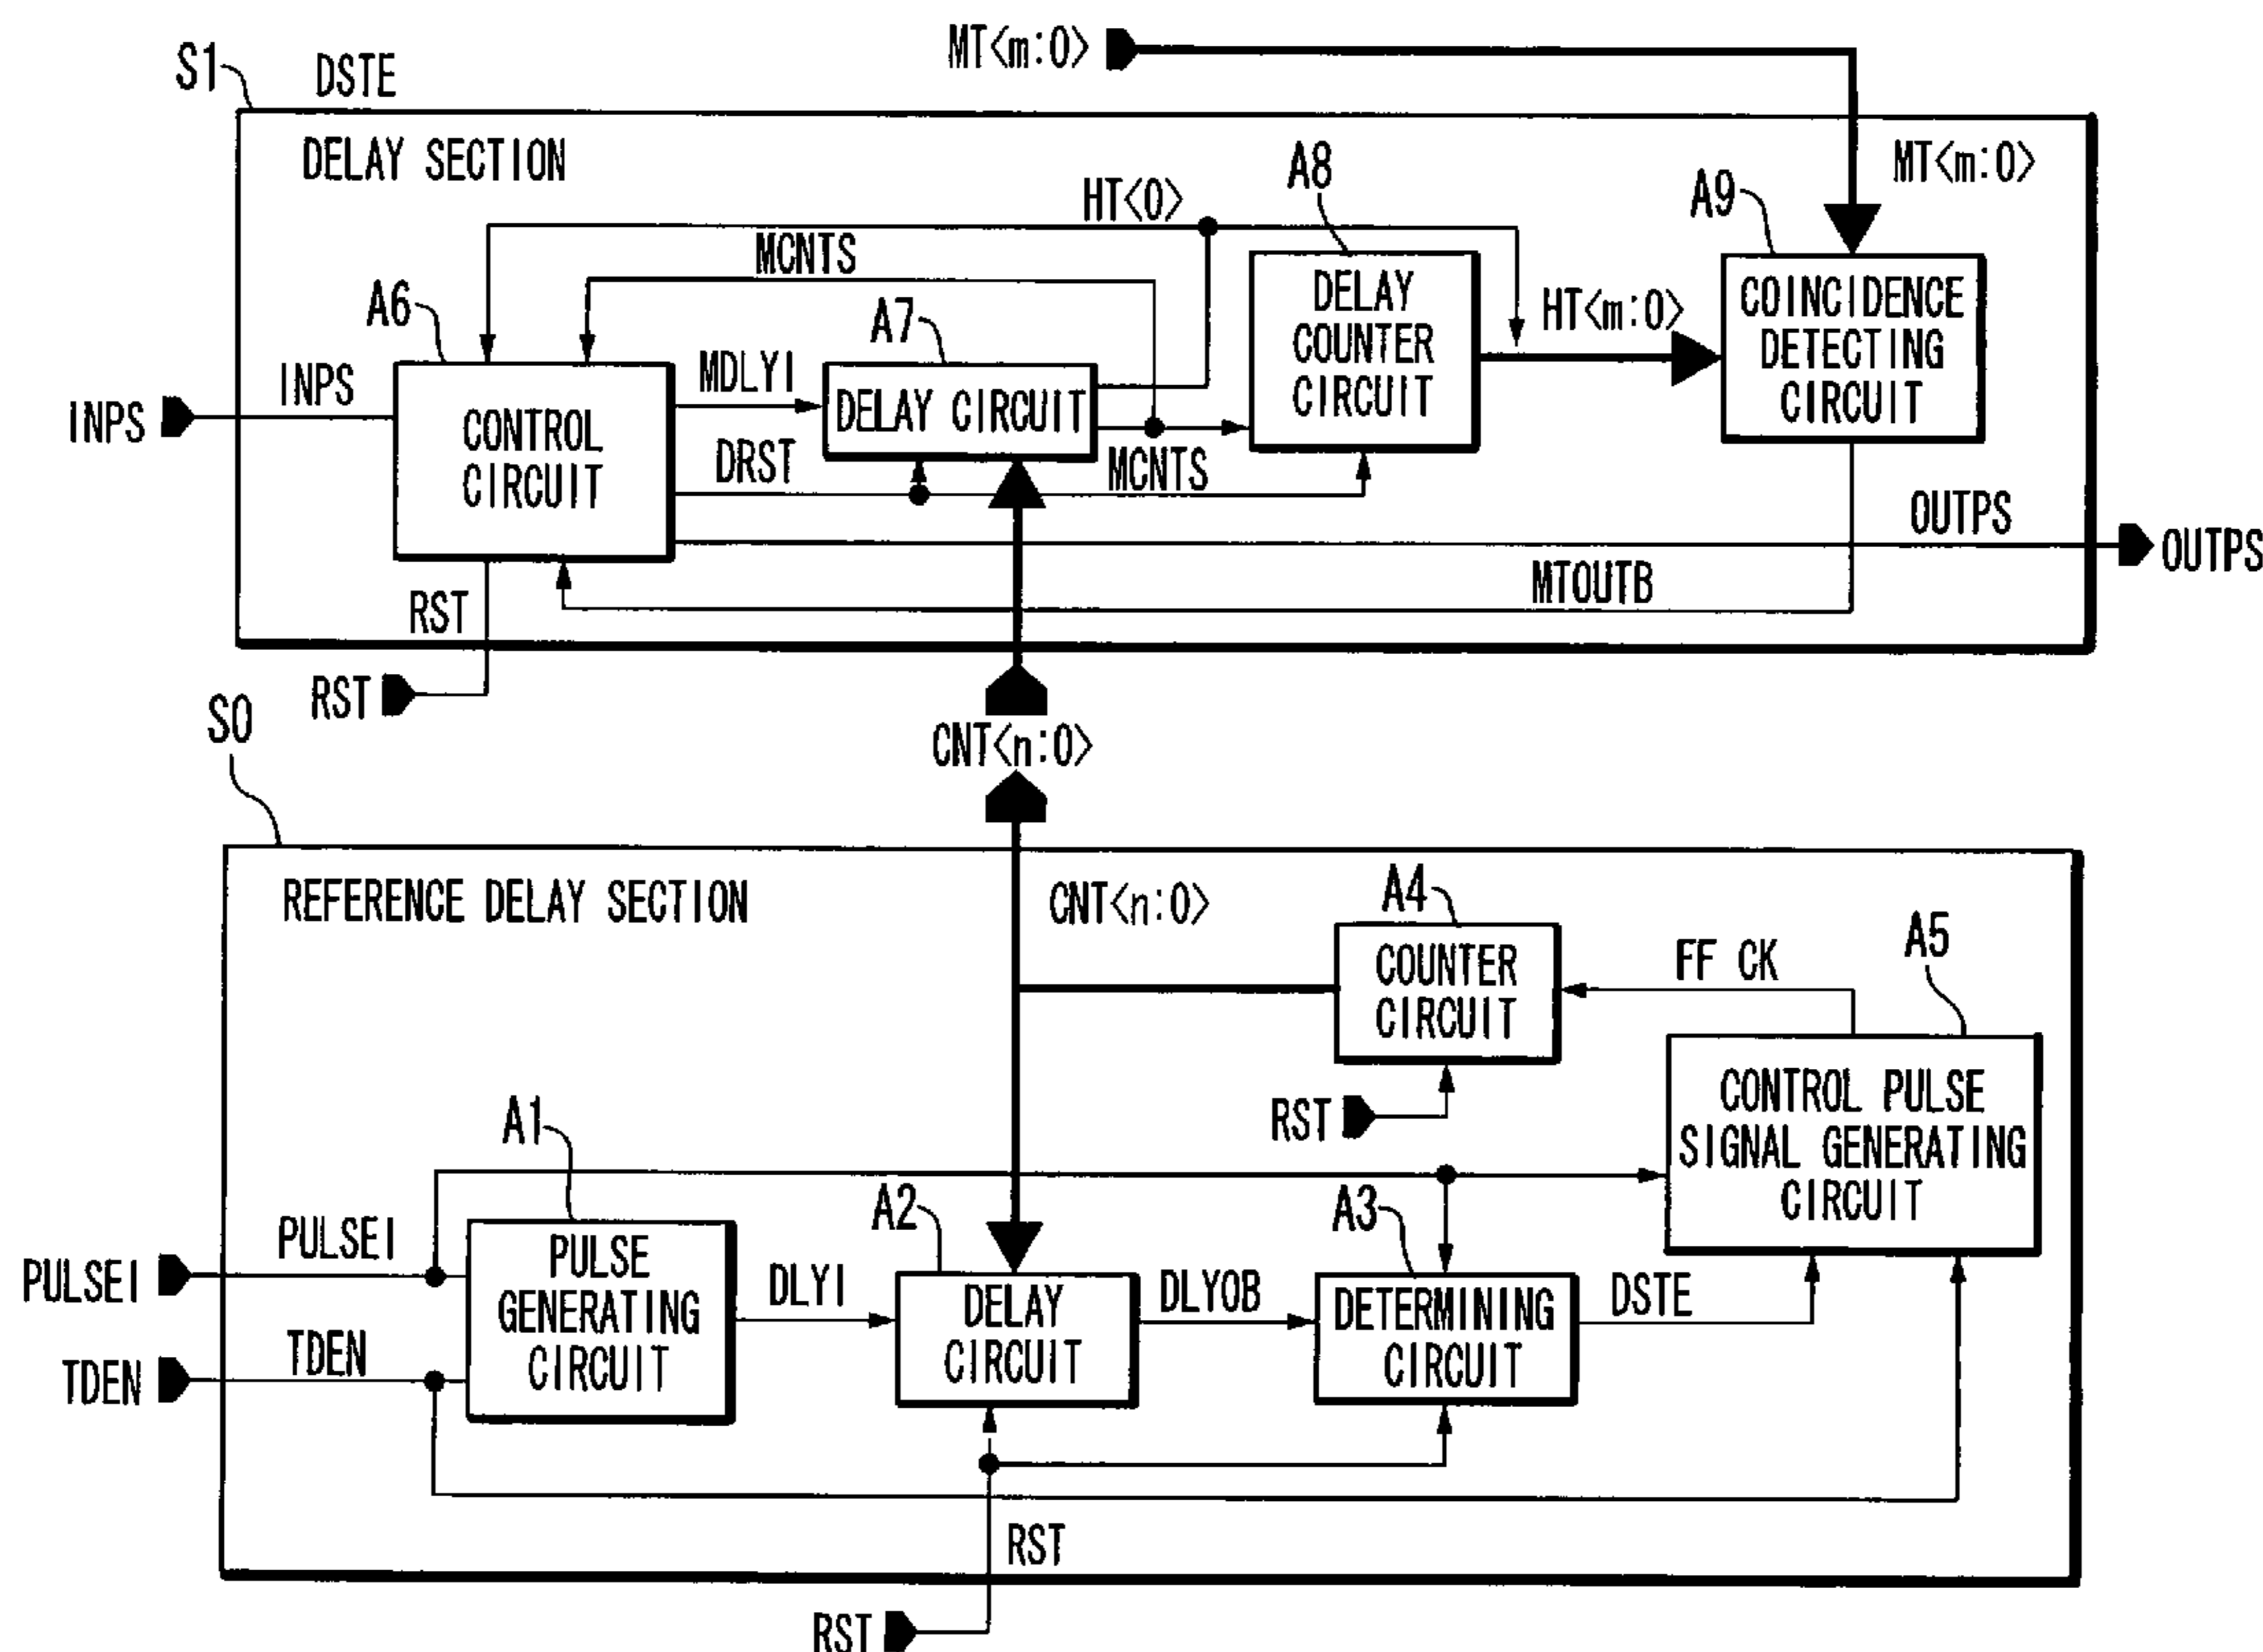 MT<m:0>
S1
DSTE
DELAY SECTION
MT<m:0>
A8
A9
HT<0>
MCNTS
A6
A7
DELAY
COUNTER
CIRCUIT
HT<m:0>
COINCIDENCE
DETECTING
CIRCUIT
INPS
INPS
MDLYI
DELAY CIRCUIT
CONTROL
CIRCUIT
DRST
MCNTS
OUTPS
OUTPS
MTOUTB
RST
RST
S0
CNT<n:0>
REFERENCE DELAY SECTION
CNT<n:0>
A4
COUNTER
CIRCUIT
FF CK
A5
CONTROL PULSE
SIGNAL GENERATING
CIRCUIT
RST
A1
A2
A3
PULSEI
PULSEI
PULSE
GENERATING
CIRCUIT
DLYI
DELAY
CIRCUIT
DLYOB
DETERMINING
CIRCUIT
DSTE
TDEN
TDEN
RST
RST